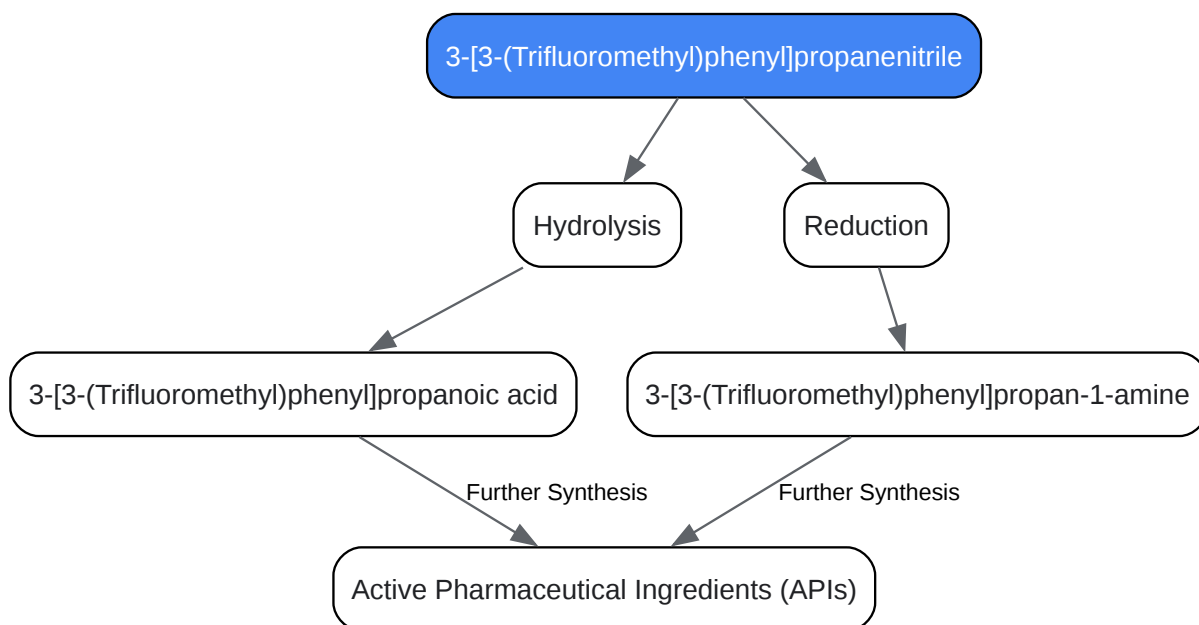 3-[3-(Trifluoromethyl)phenyl]propanenitrile
Hydrolysis
Reduction
3-[3-(Trifluoromethyl)phenyl]propanoic acid
3-[3-(Trifluoromethyl)phenyl]propan-1-amine
Further Synthesis
Further Synthesis
Active Pharmaceutical Ingredients (APIs)